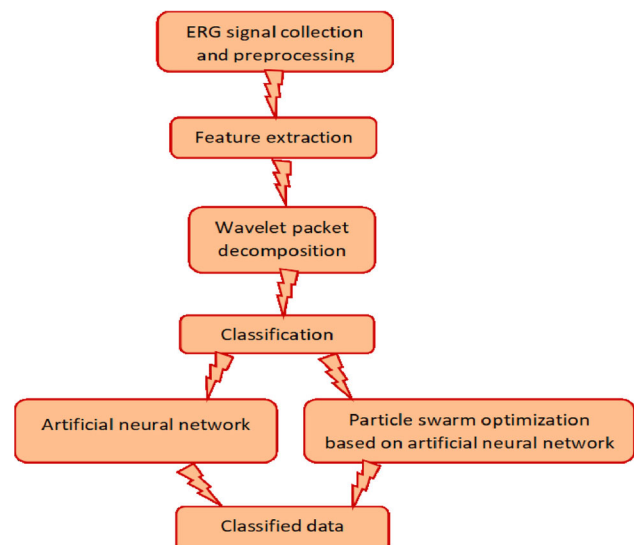 ERG signal collection
and preprocessing
Feature extraction
Wavelet packet
decomposition
Classification
Artificial neural network
Particle swarm optimization
based on artificial neural network
Classified data